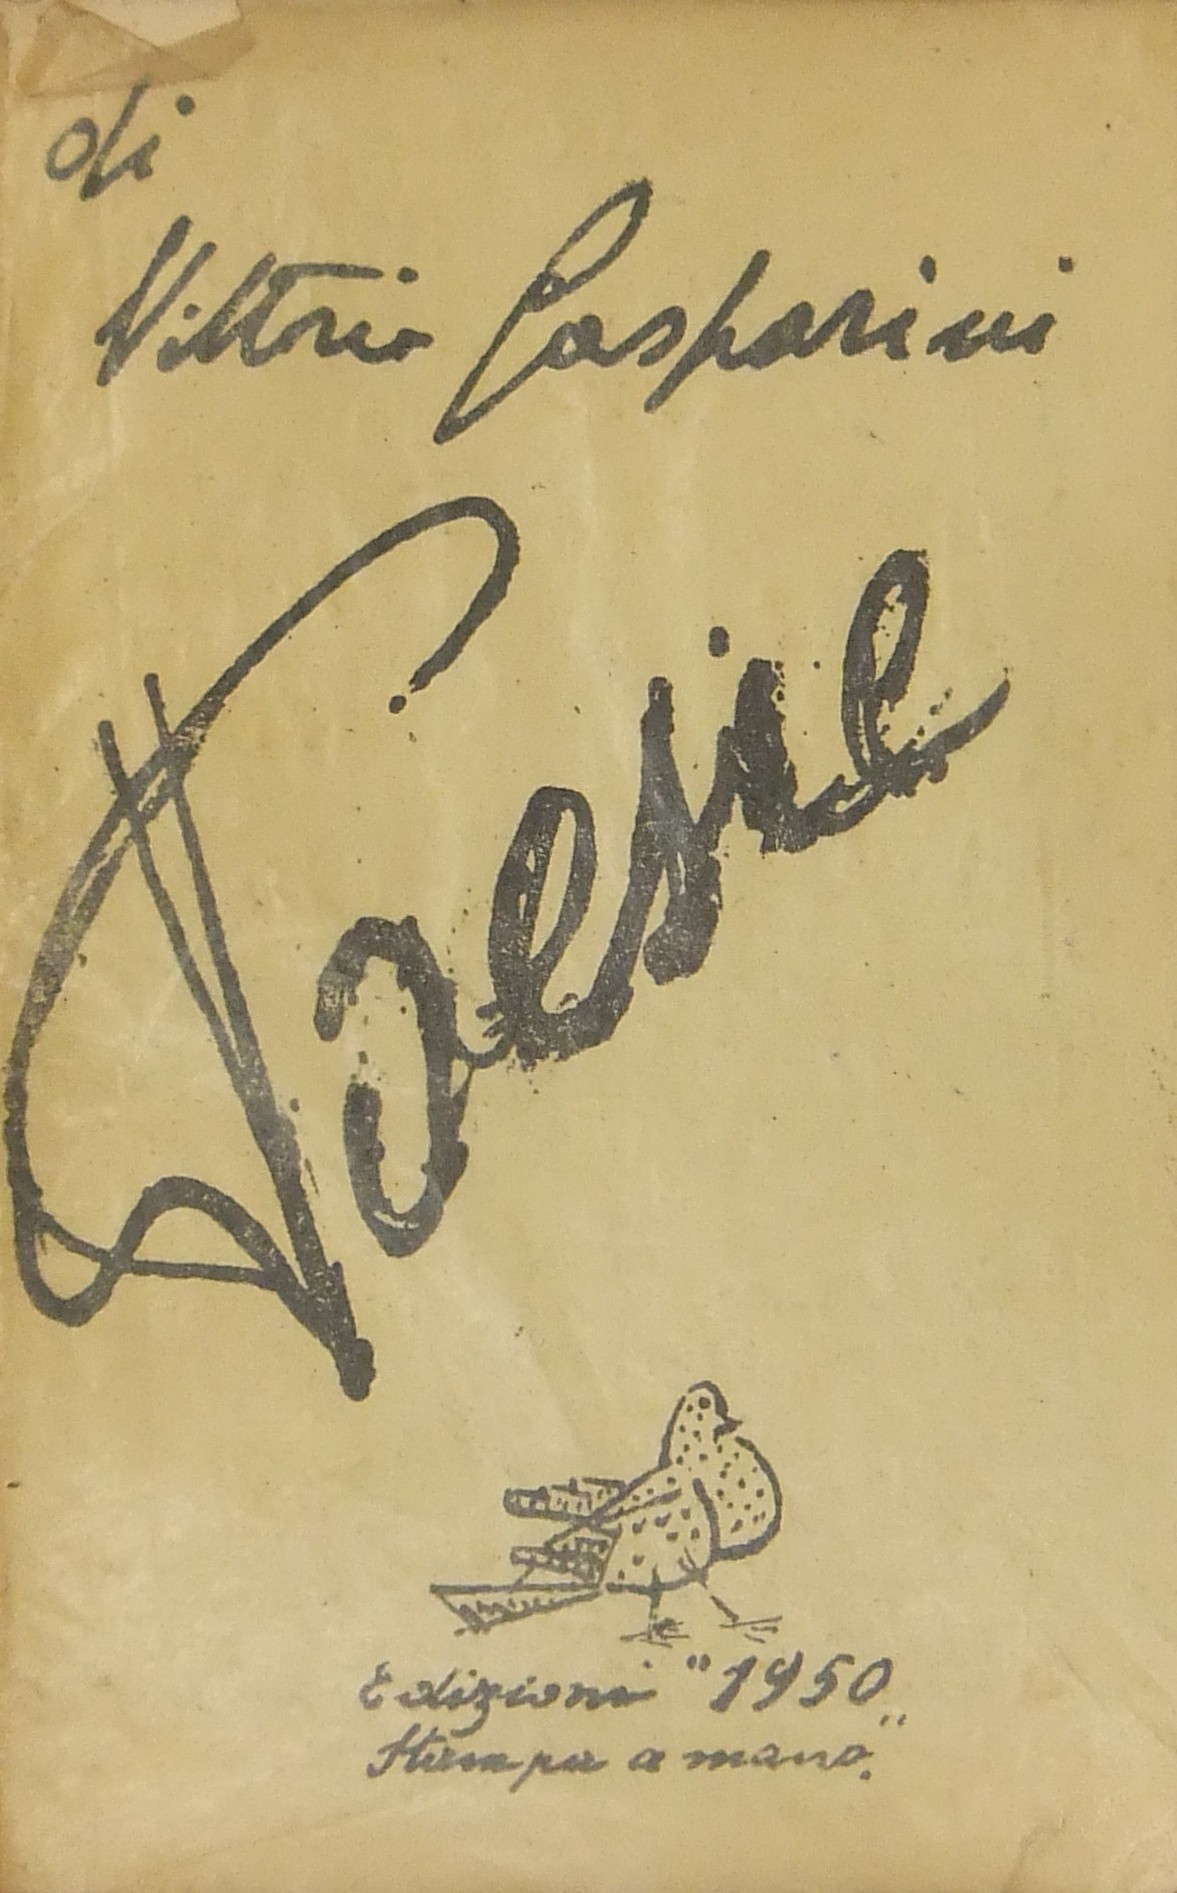 di
Vittorio Gasparini
Poesie
Edizioni "1950„
Stampa a mano.